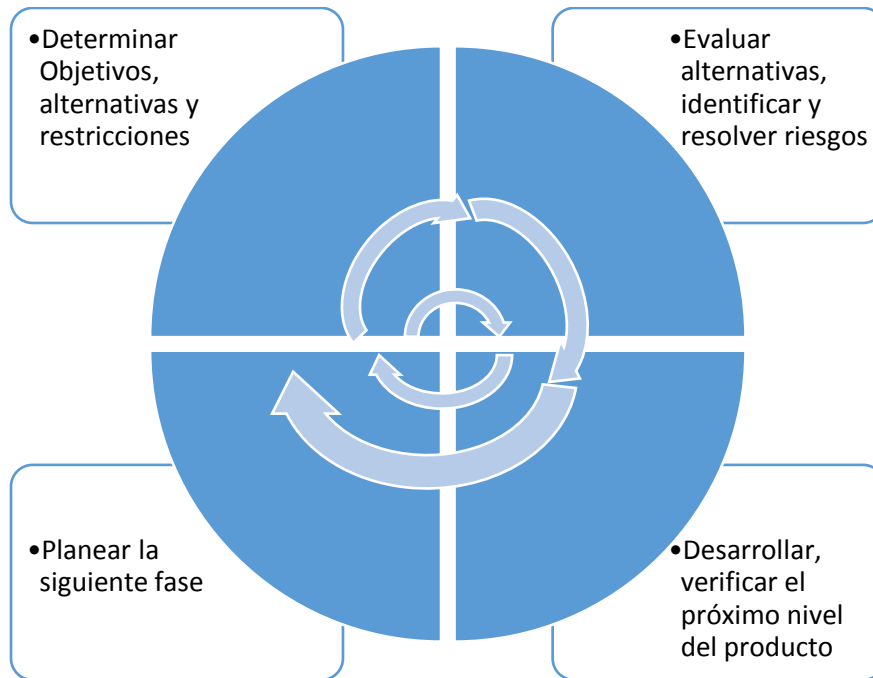 •Determinar
Objetivos,
alternativas y
restricciones
•Evaluar
alternativas,
identificar y
resolver riesgos
•Planear la
siguiente fase
•Desarrollar,
verificar el
próximo nivel
del producto